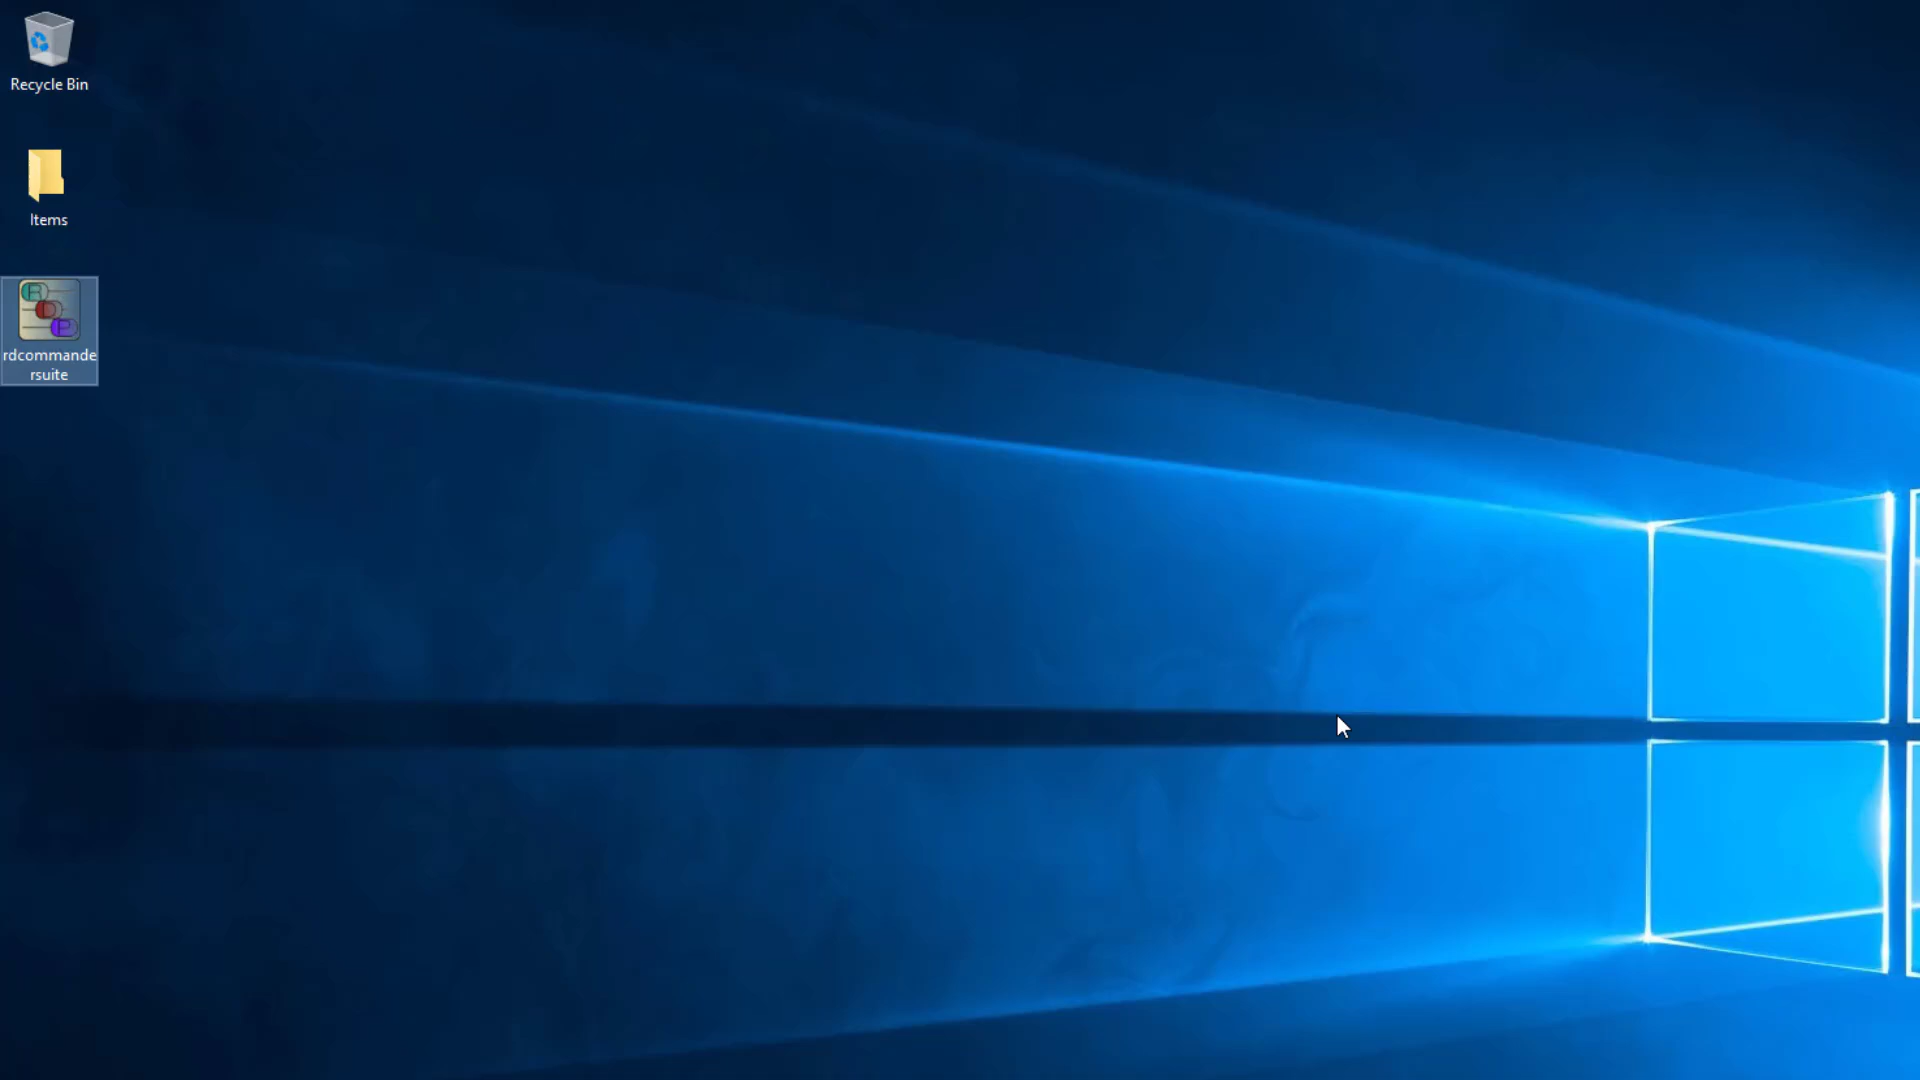 Recycle Bin
Items
R
D
P
rdcommande
rsuite